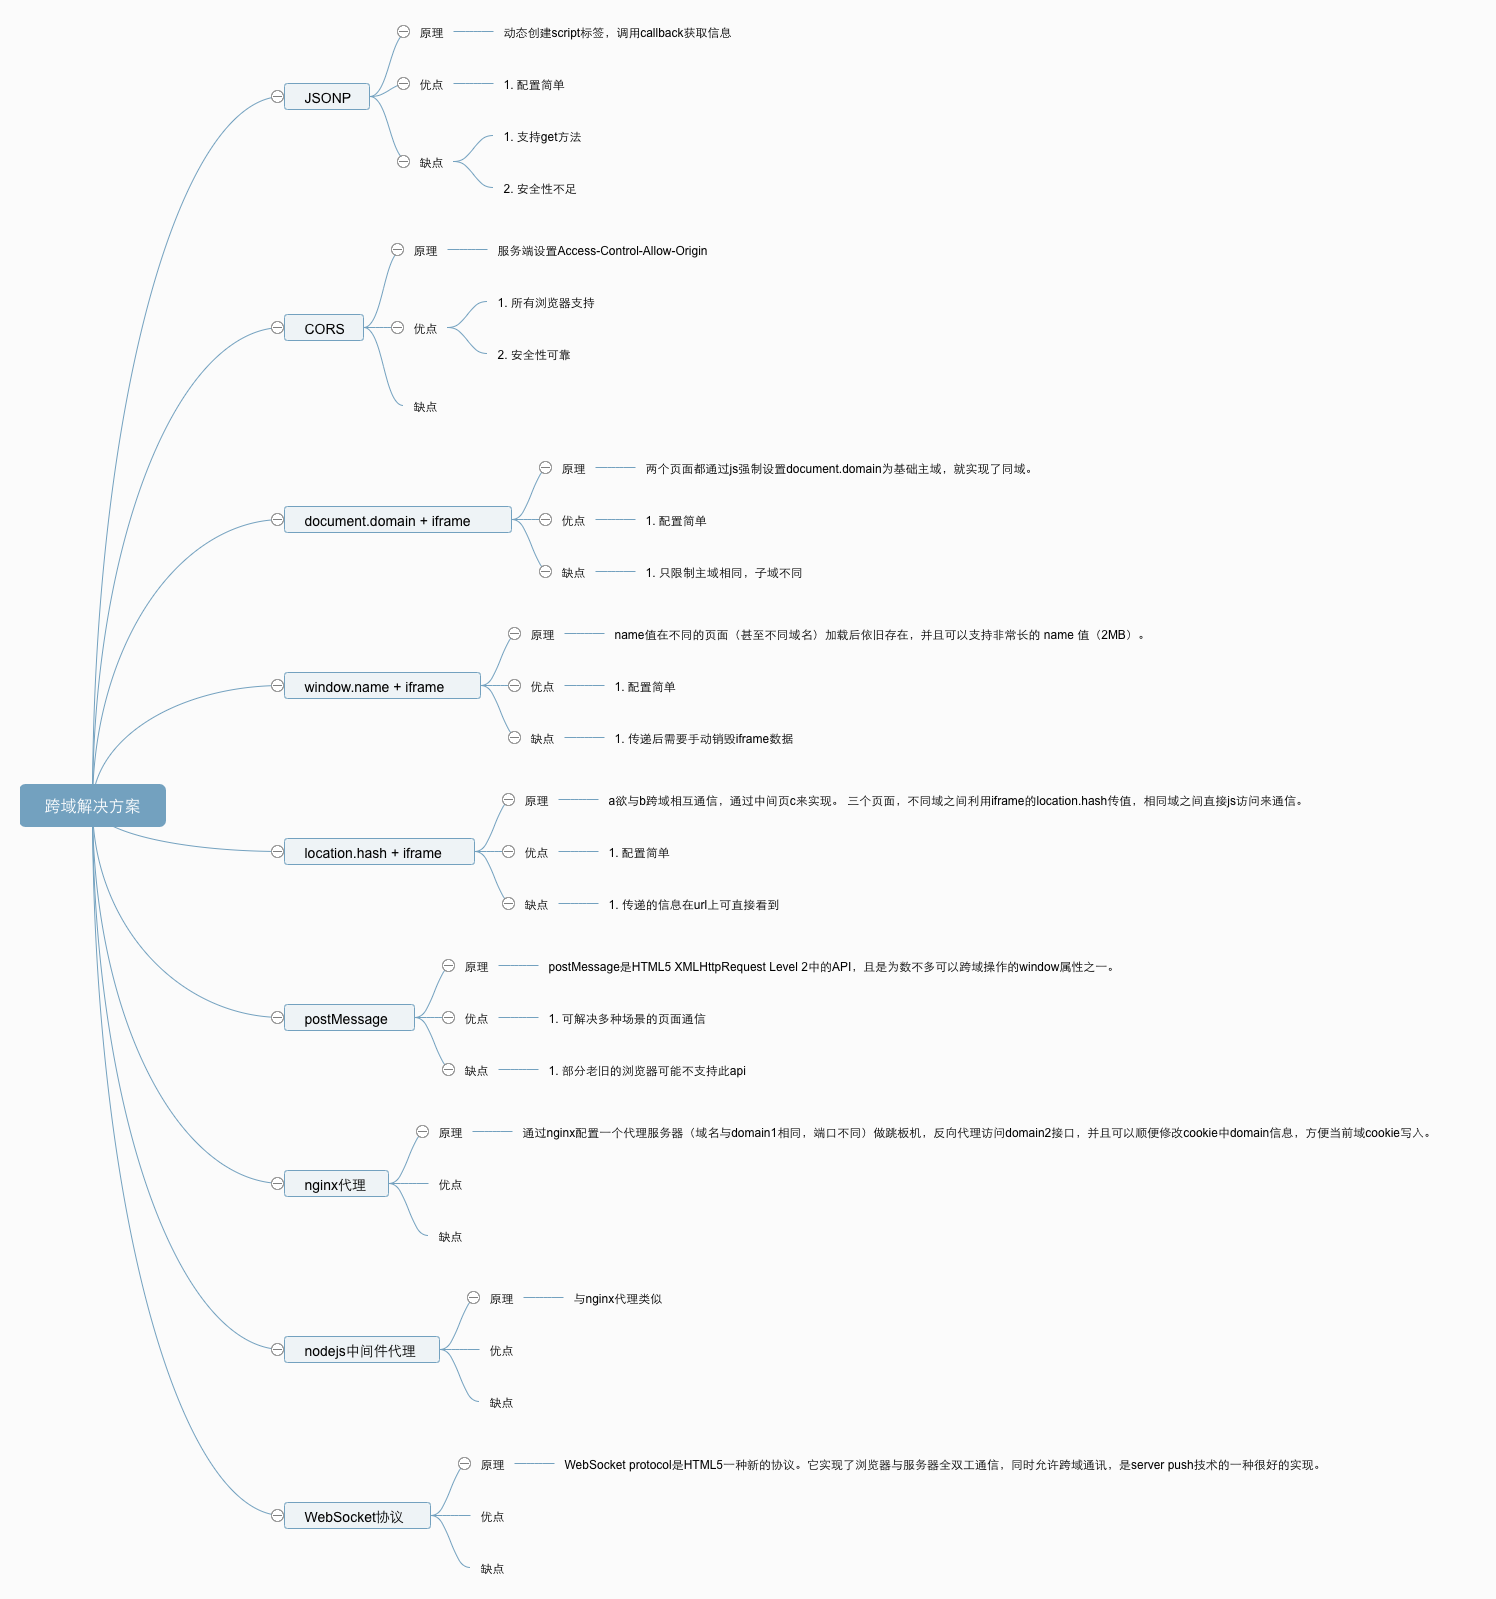 跨域解决方案
JSONP
原理
动态创建script标签，调用callback获取信息
优点
1. 配置简单
缺点
1. 支持get方法
2. 安全性不足
CORS
原理
服务端设置Access-Control-Allow-Origin
优点
1. 所有浏览器支持
2. 安全性可靠
缺点
document.domain + iframe
原理
两个页面都通过js强制设置document.domain为基础主域，就实现了同域。
优点
1. 配置简单
缺点
1. 只限制主域相同，子域不同
window.name + iframe
原理
name值在不同的页面（甚至不同域名）加载后依旧存在，并且可以支持非常长的 name 值（2MB）。
优点
1. 配置简单
缺点
1. 传递后需要手动销毁iframe数据
location.hash + iframe
原理
a欲与b跨域相互通信，通过中间页c来实现。 三个页面，不同域之间利用iframe的location.hash传值，相同域之间直接js访问来通信。
优点
1. 配置简单
缺点
1. 传递的信息在url上可直接看到
postMessage
原理
postMessage是HTML5 XMLHttpRequest Level 2中的API，且是为数不多可以跨域操作的window属性之一。
优点
1. 可解决多种场景的页面通信
缺点
1. 部分老旧的浏览器可能不支持此api
nginx代理
原理
通过nginx配置一个代理服务器（域名与domain1相同，端口不同）做跳板机，反向代理访问domain2接口，并且可以顺便修改cookie中domain信息，方便当前域cookie写入。
优点
缺点
nodejs中间件代理
原理
与nginx代理类似
优点
缺点
WebSocket协议
原理
WebSocket protocol是HTML5一种新的协议。它实现了浏览器与服务器全双工通信，同时允许跨域通讯，是server push技术的一种很好的实现。
优点
缺点